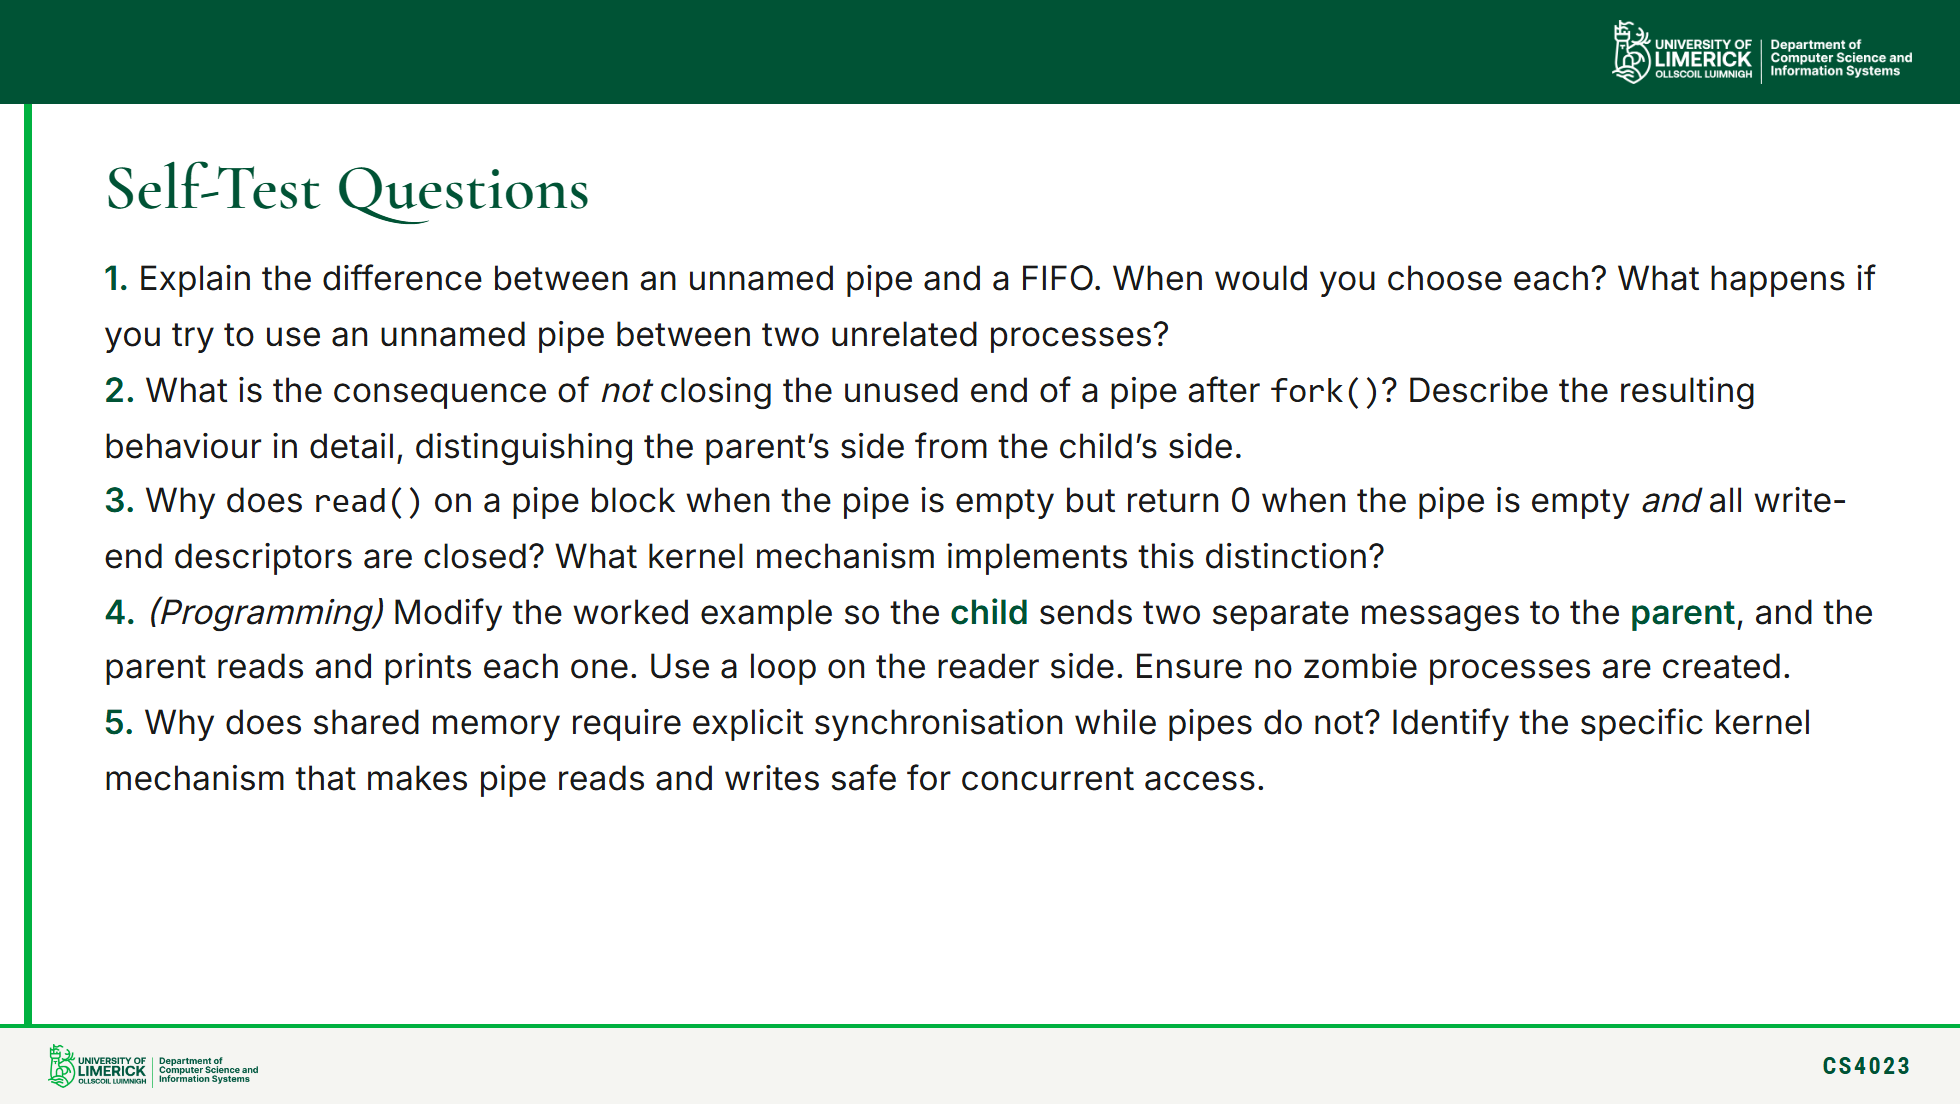 UNIVERSITY OF
LIMERICK
OLLSCOIL LUIMNIGH
Department of
Computer Science and
Information Systems
Self-Test Questions
1. Explain the difference between an unnamed pipe and a FIFO. When would you choose each? What happens if
you try to use an unnamed pipe between two unrelated processes?
2. What is the consequence of not closing the unused end of a pipe after fork()? Describe the resulting
behaviour in detail, distinguishing the parent’s side from the child’s side.
3. Why does read() on a pipe block when the pipe is empty but return 0 when the pipe is empty and all write-
end descriptors are closed? What kernel mechanism implements this distinction?
4. (Programming) Modify the worked example so the child sends two separate messages to the parent, and the
parent reads and prints each one. Use a loop on the reader side. Ensure no zombie processes are created.
5. Why does shared memory require explicit synchronisation while pipes do not? Identify the specific kernel
mechanism that makes pipe reads and writes safe for concurrent access.
UNIVERSITY OF
LIMERICK
OLLSCOIL LUIMNIGH
Department of
Computer Science and
Information Systems
CS4023